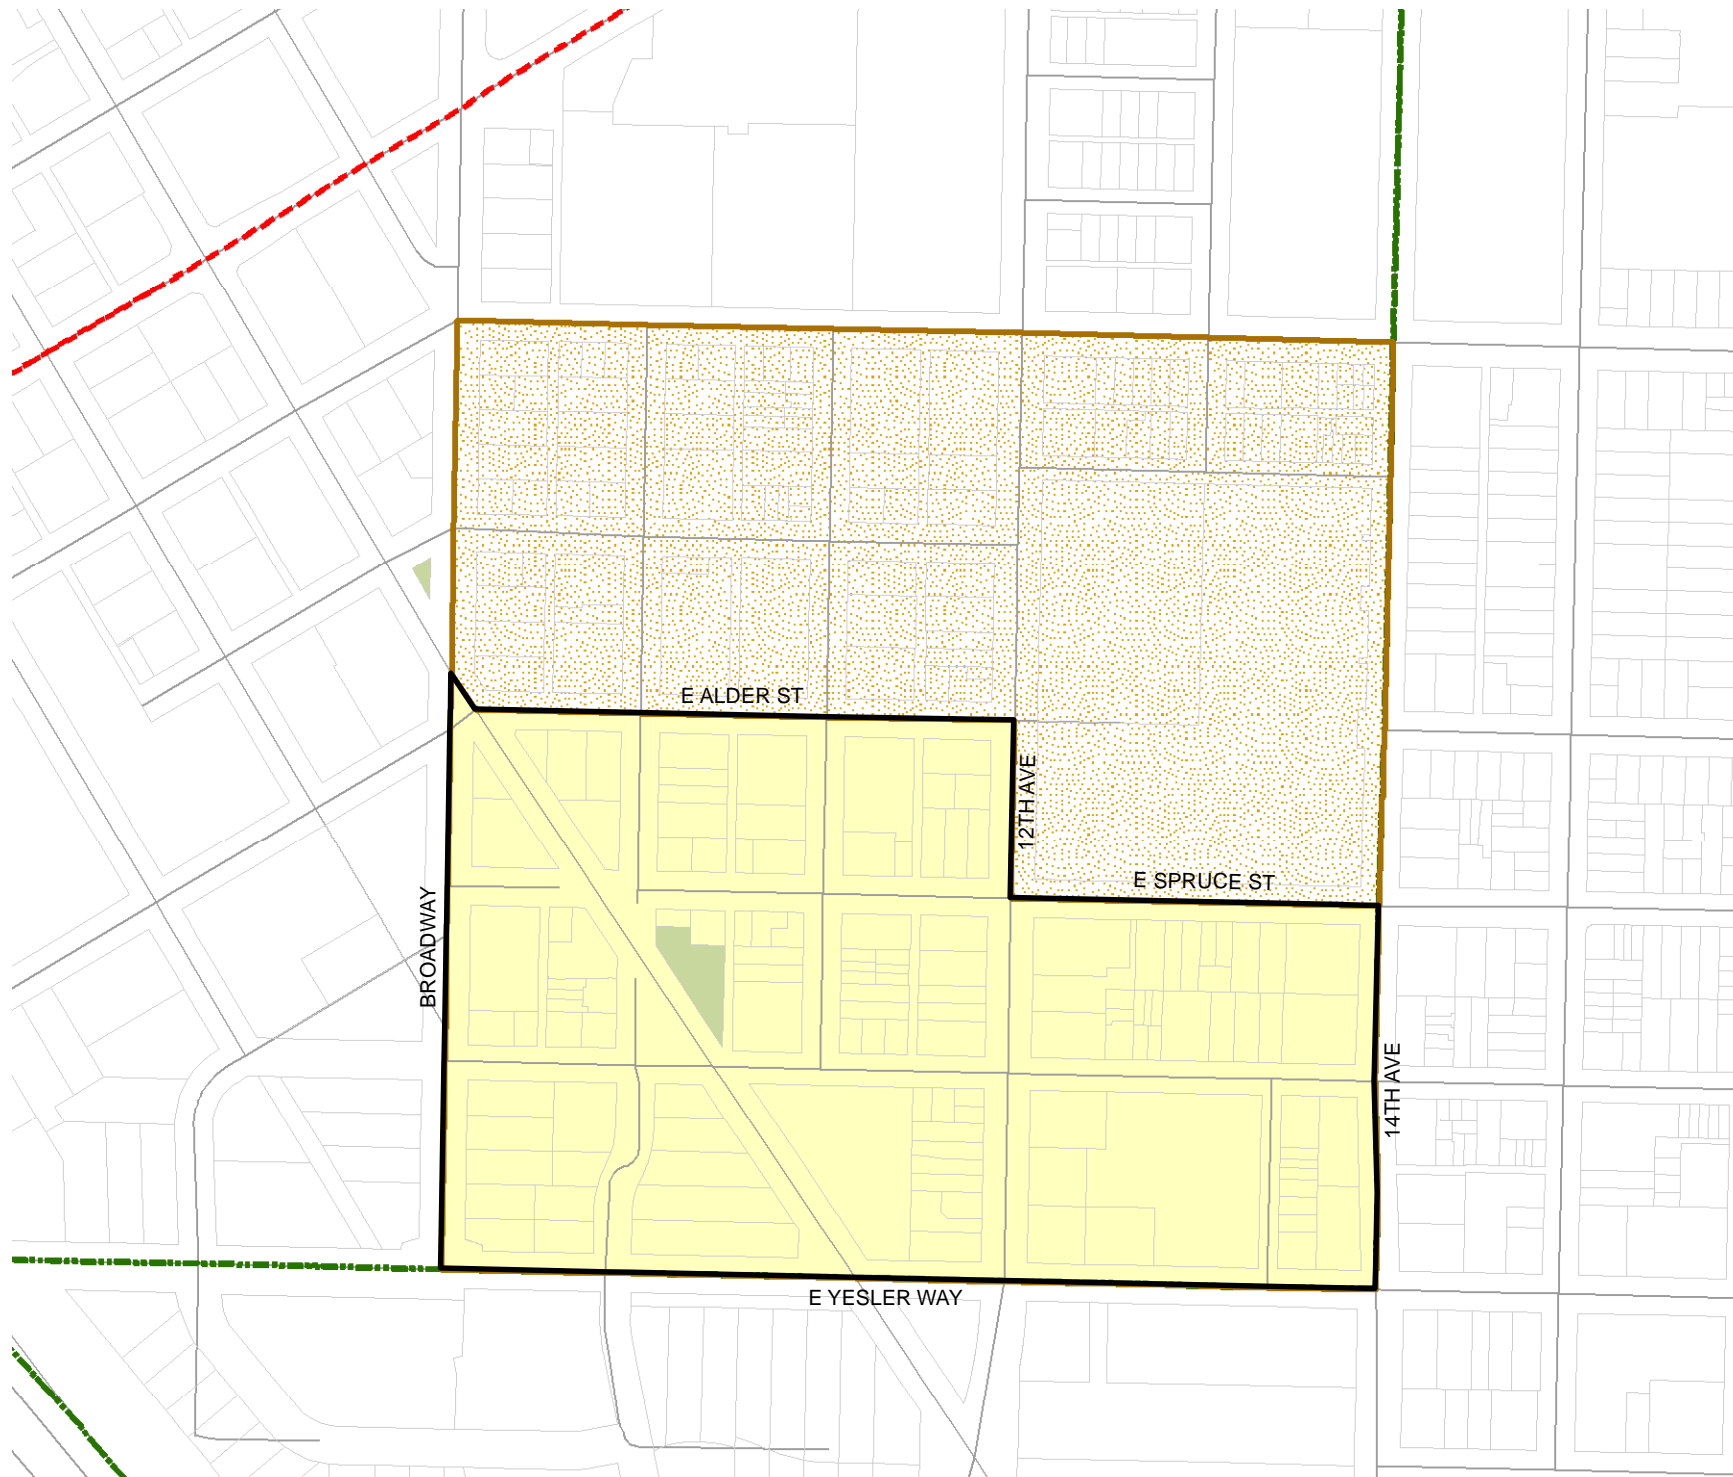 E ALDER ST
12TH AVE
E SPRUCE ST
BROADWAY
14TH AVE
E YESLER WAY